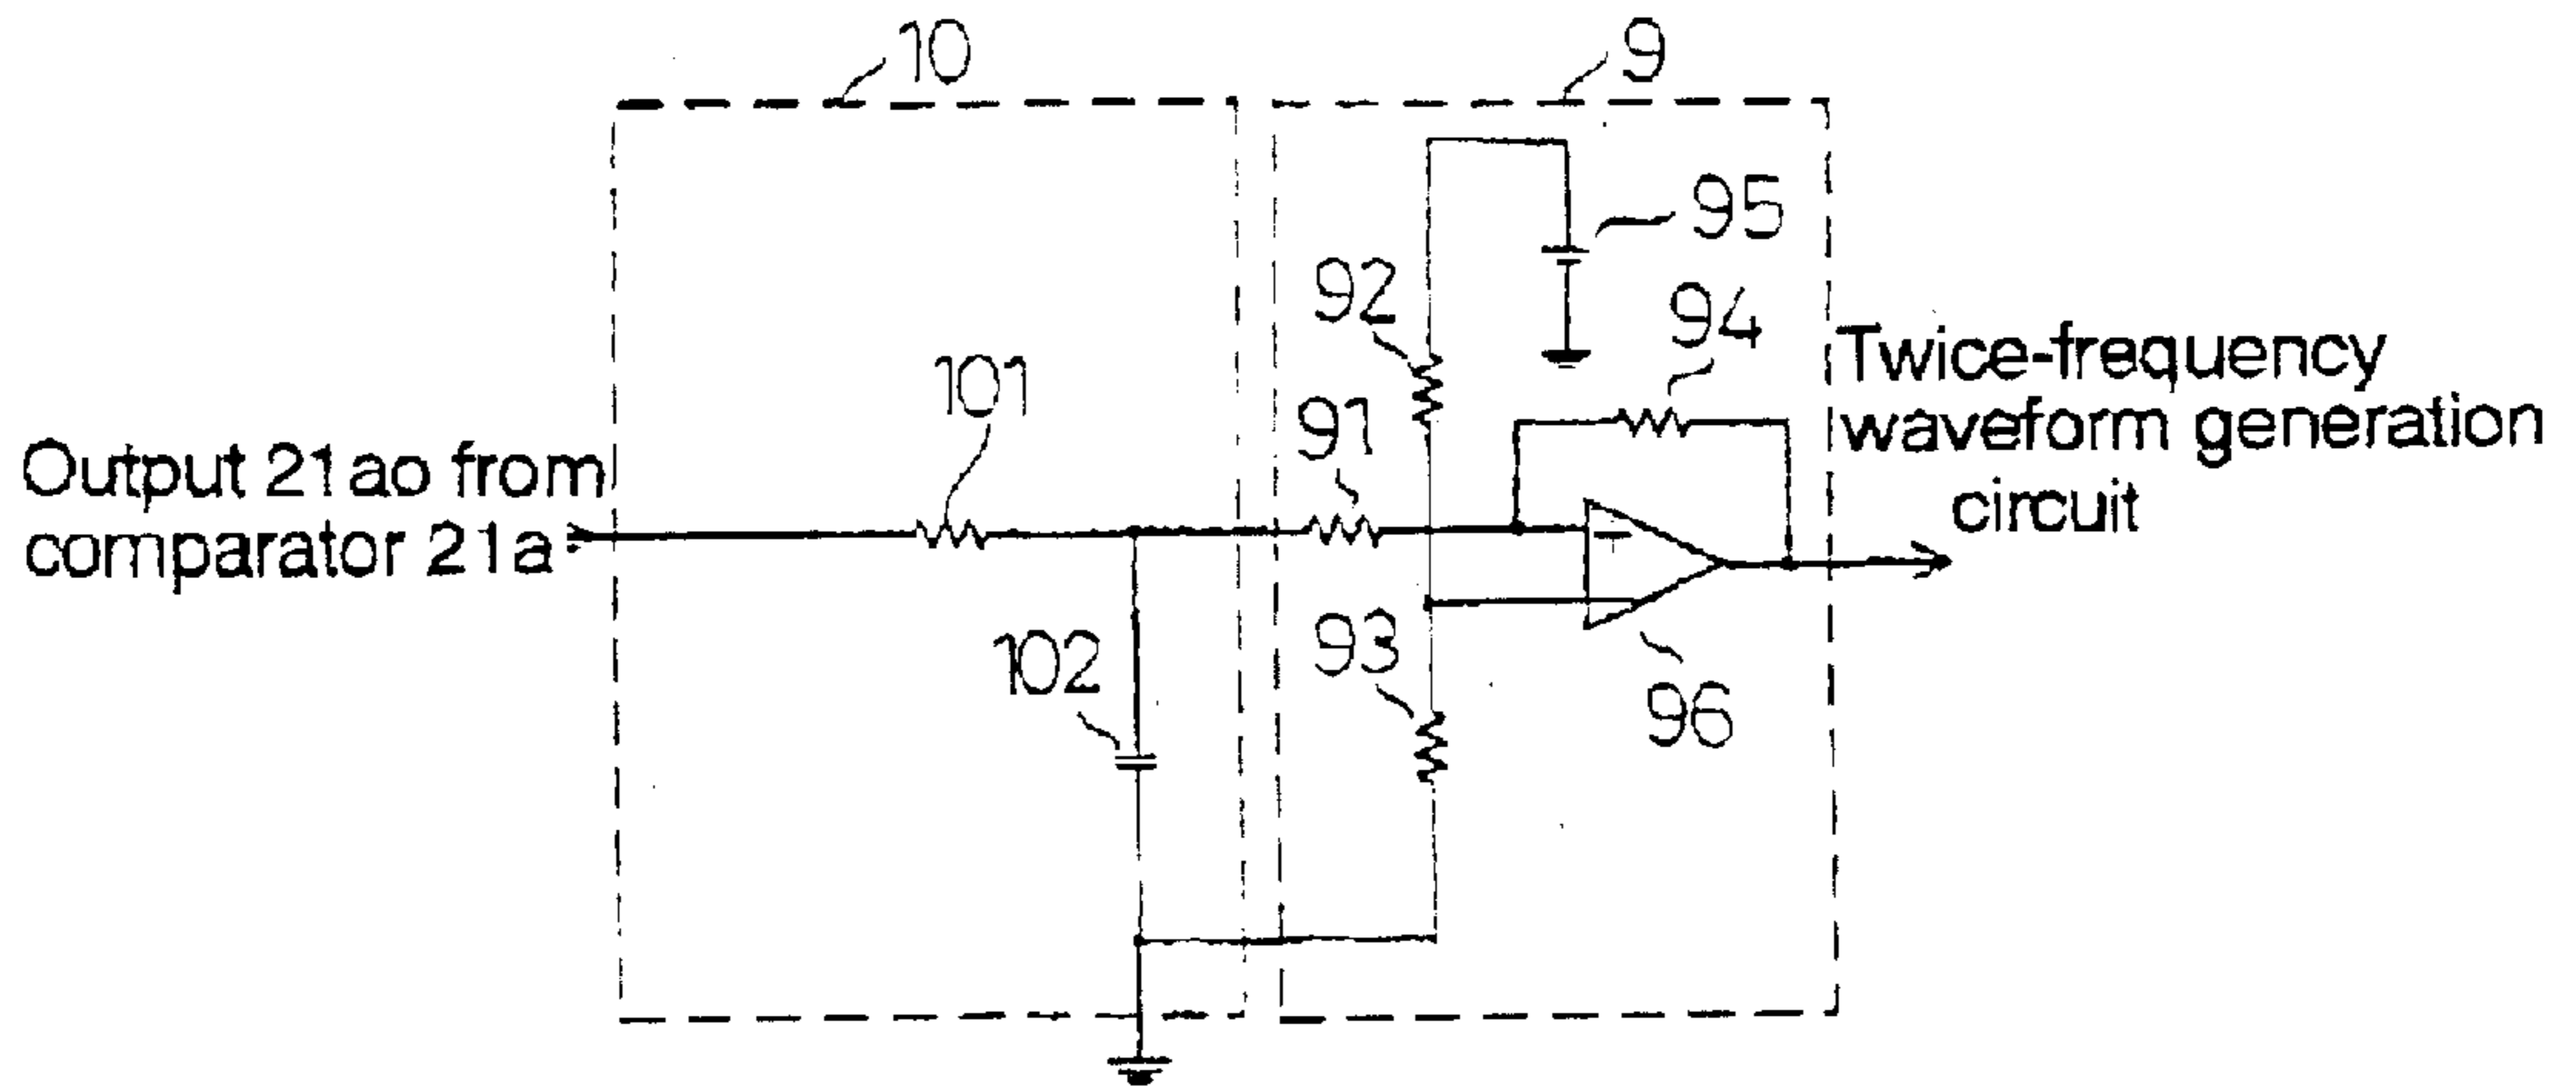 10
9
95
92
94
101
91
Twice-frequency
waveform generation
circuit
Output 21ao from
comparator 21a
102
93
96